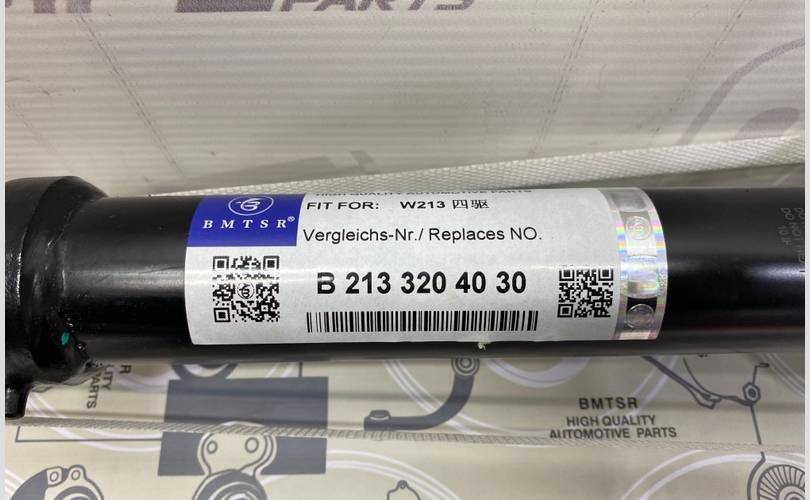 PARTS
HIGH QUALITY AUTOMOTIVE PARTS
BMTSR®
FIT FOR: W213 四驱
Vergleichs-Nr./ Replaces NO.
B 213 320 40 30
BMTSR
HIGH QUALITY
AUTOMOTIVE PARTS
PARTS